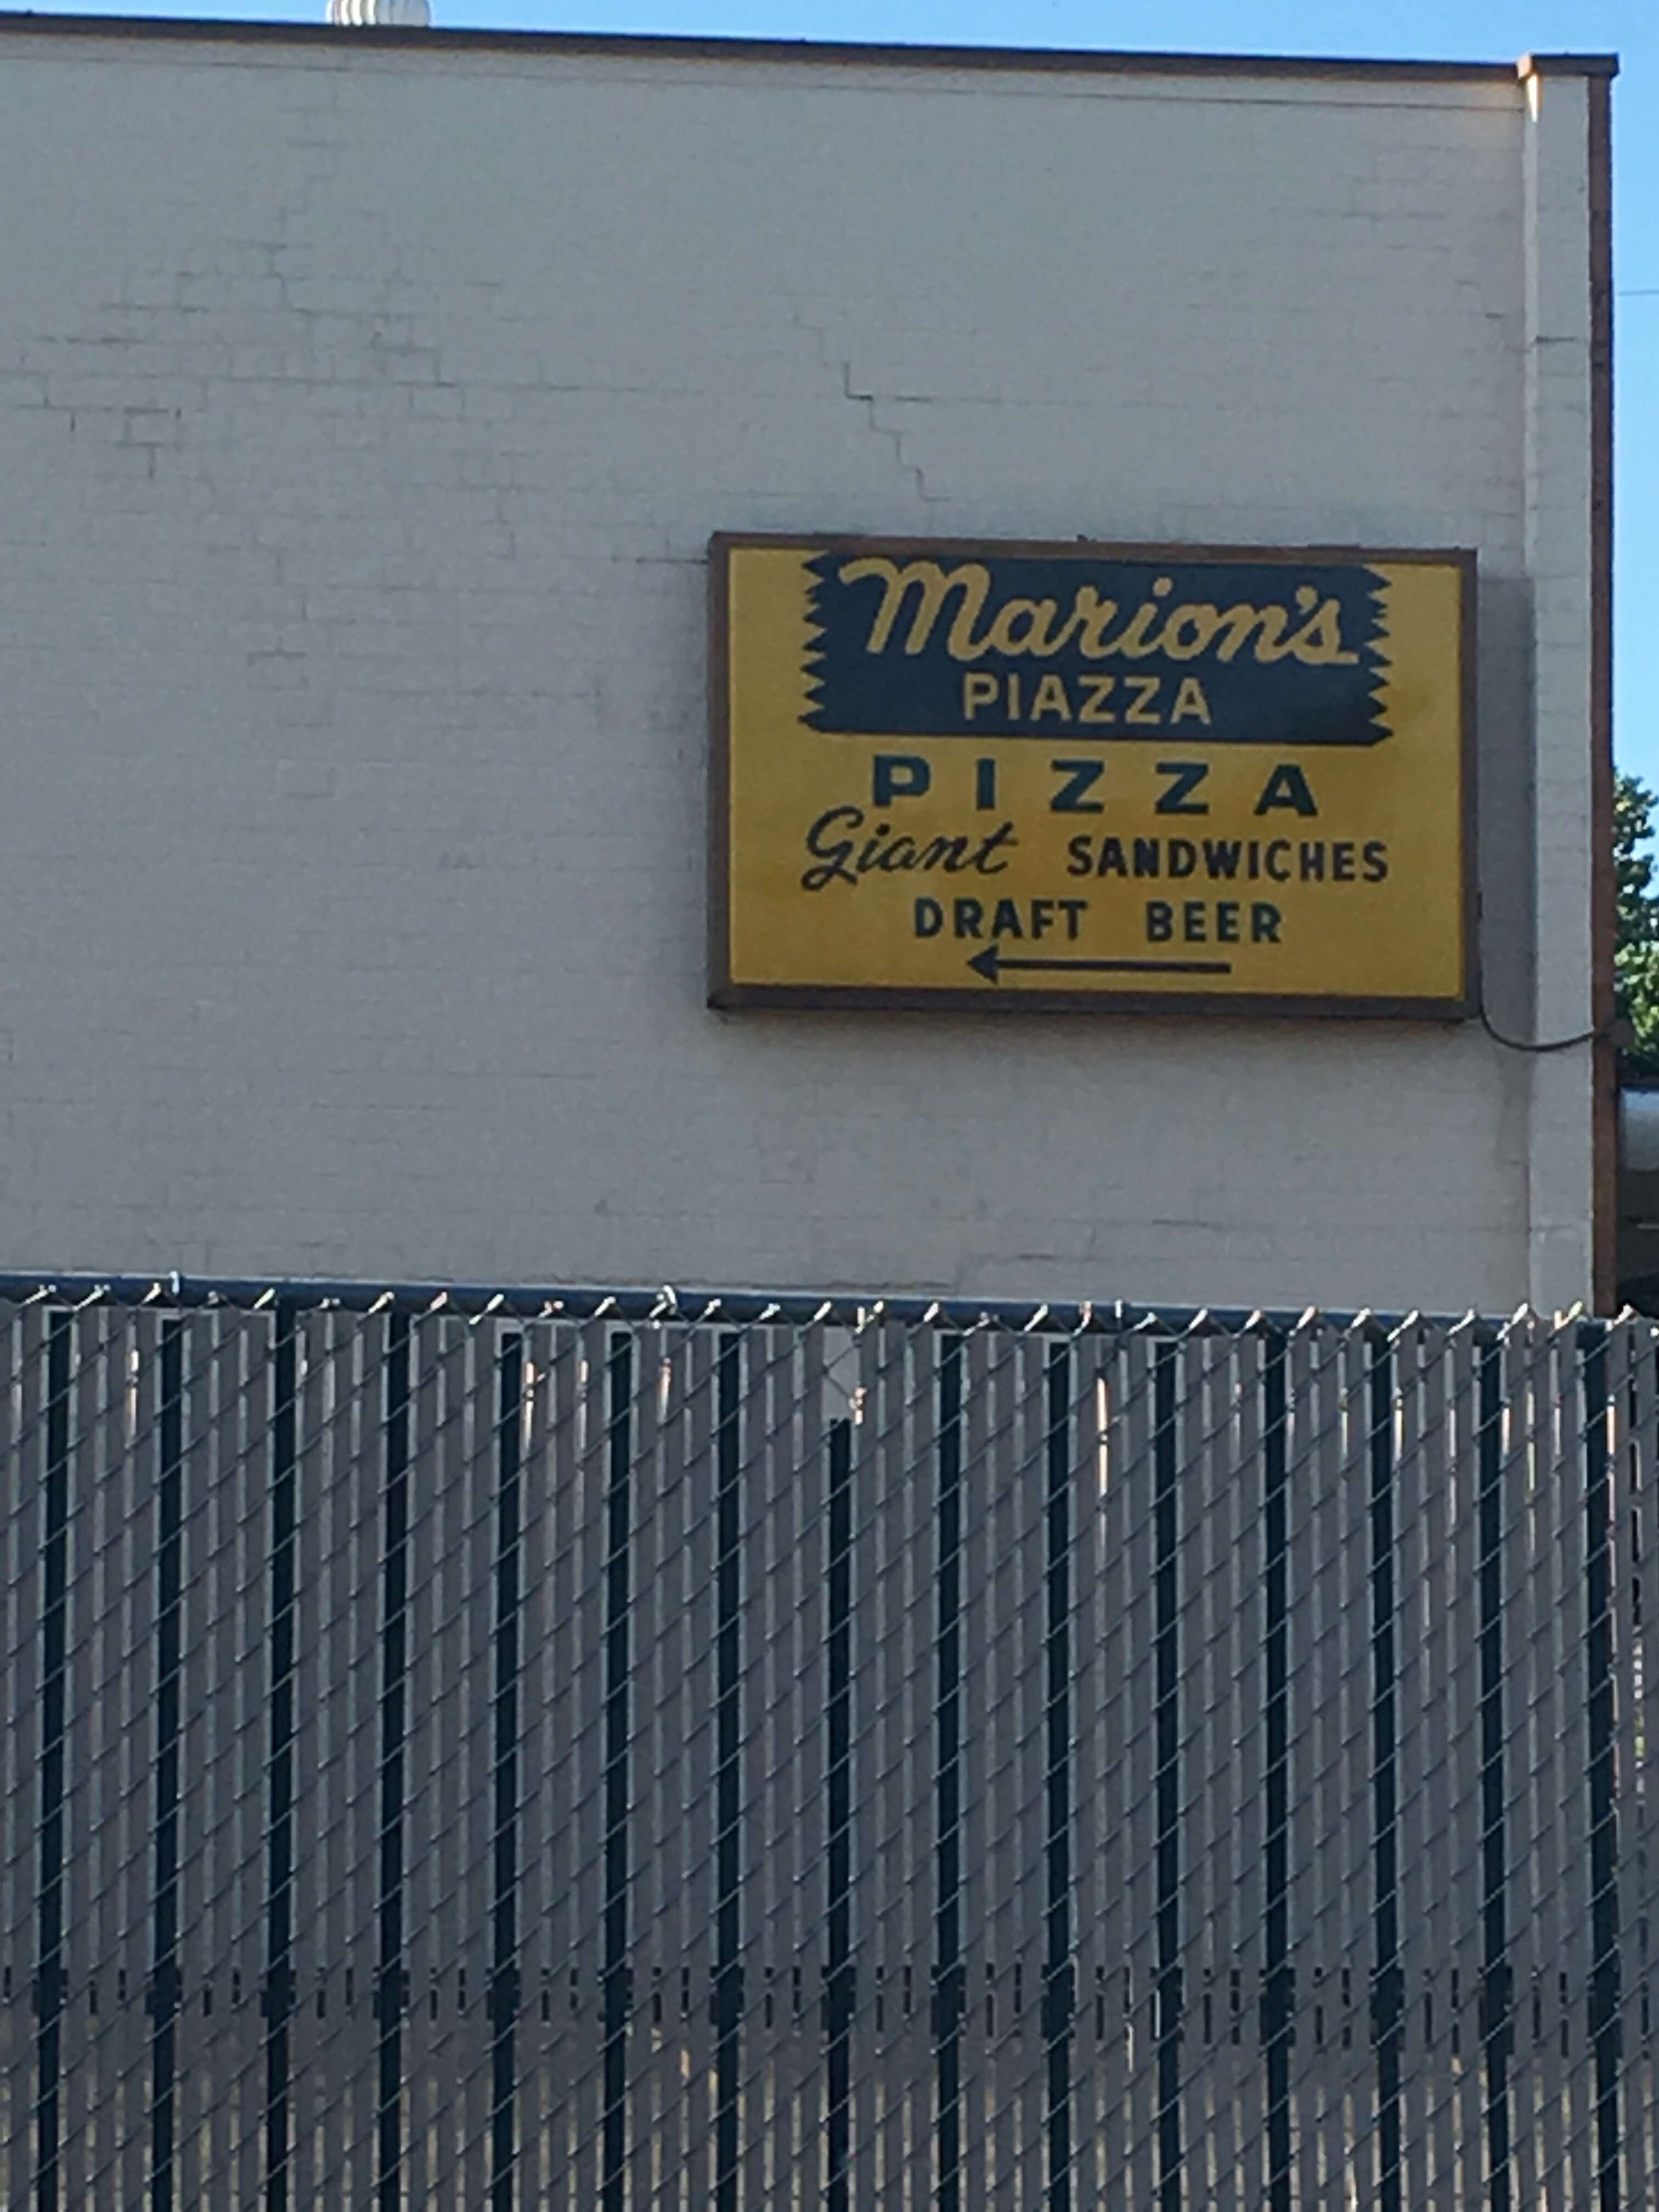 Marion's
PIAZZA
PIZZA
Giant SANDWICHES
DRAFT BEER